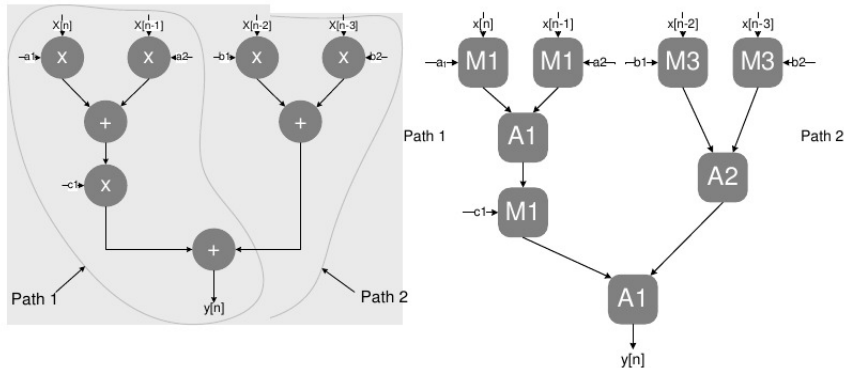 X[n] X[n-1] X[n-2] X[n-3]
a1 X X a2 b1 X X b2
+ +
c1 X
+
Path 1 y[n] Path 2
x[n] x[n-1] x[n-2] x[n-3]
a₁ M1 M1 a2 b1 M3 M3 b2
Path 1 A1 Path 2
A2
c1 M1
A1
y[n]